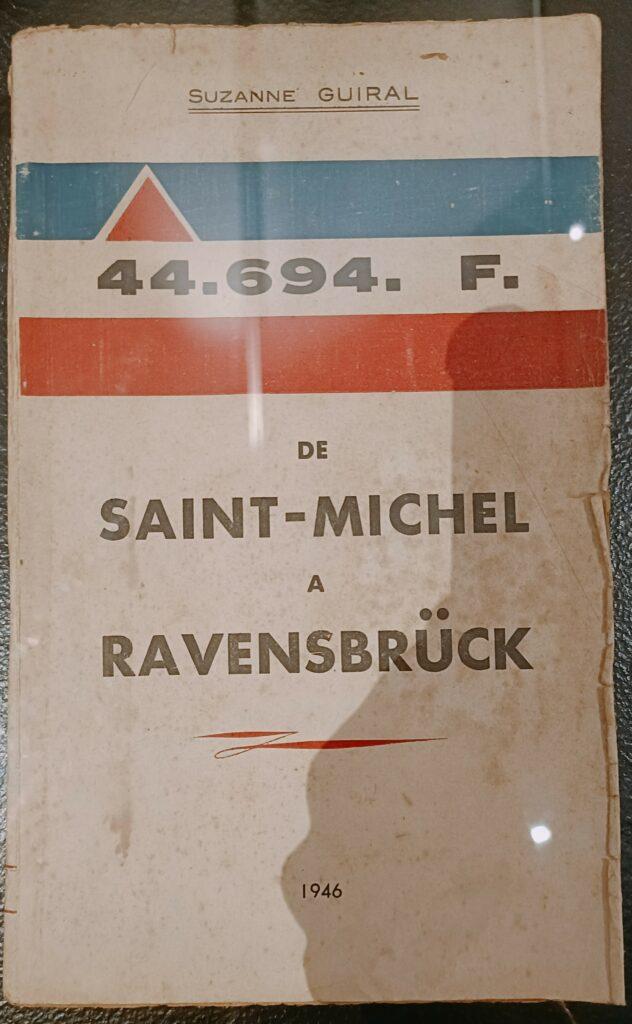 SUZANNE GUIRAL
44.694. F.
DE
SAINT-MICHEL
A
RAVENSBRÜCK
1946